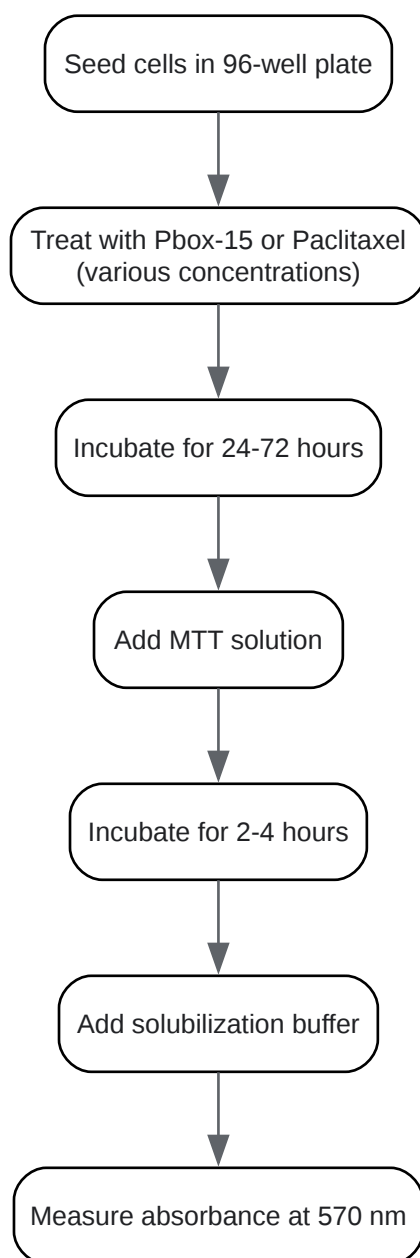 Seed cells in 96-well plate
Treat with Pbox-15 or Paclitaxel
(various concentrations)
Incubate for 24-72 hours
Add MTT solution
Incubate for 2-4 hours
Add solubilization buffer
Measure absorbance at 570 nm